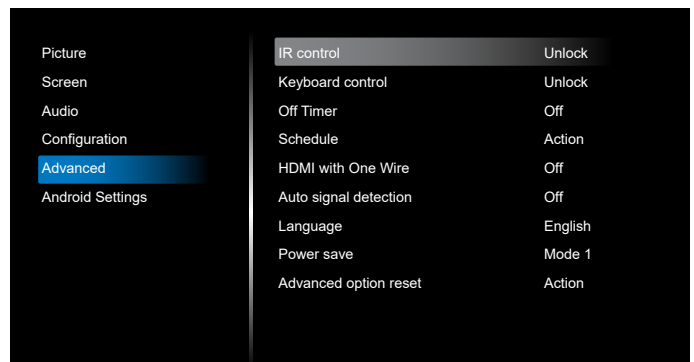 Picture
Screen
Audio
Configuration
Advanced
Android Settings
IR control Unlock
Keyboard control Unlock
Off Timer Off
Schedule Action
HDMI with One Wire Off
Auto signal detection Off
Language English
Power save Mode 1
Advanced option reset Action